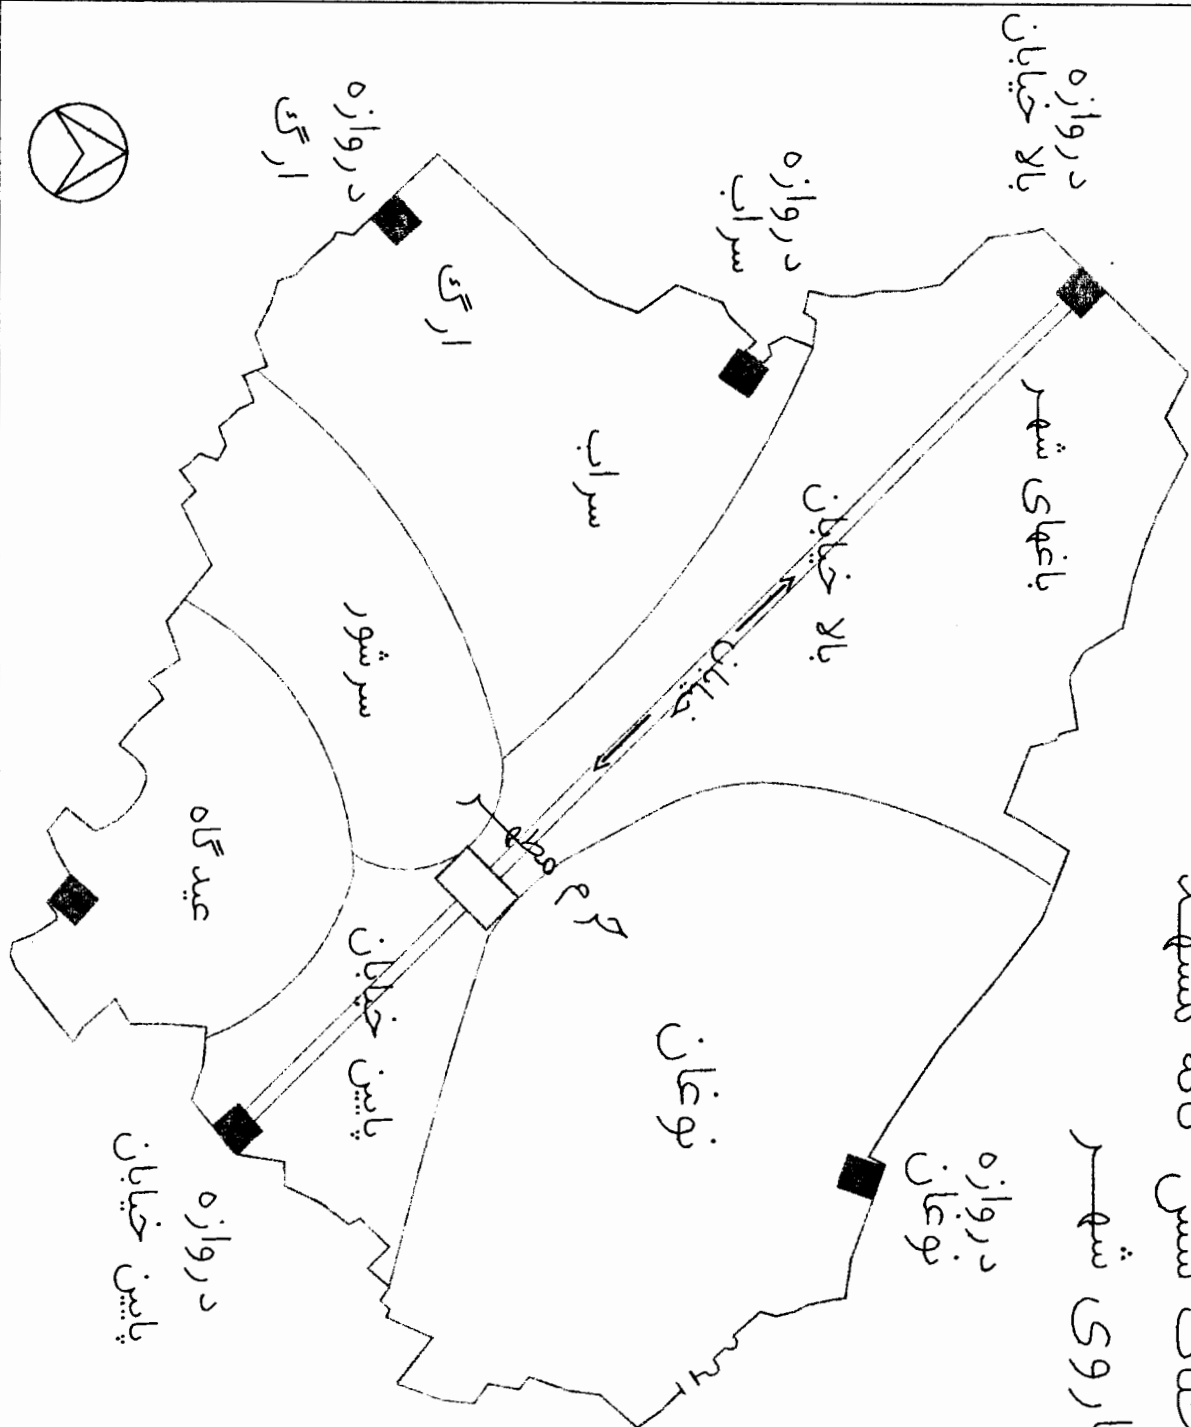 دروازه
بالا خیابان
دروازه
سراب
دروازه
ارگ
ارگ
سراب
باغهای شهر
بالا خیابان
خیابان
سرشور
حرم مطهر
عیدگاه
پایین خیابان
نوغان
دروازه
نوغان
دروازه
پایین خیابان
شهر